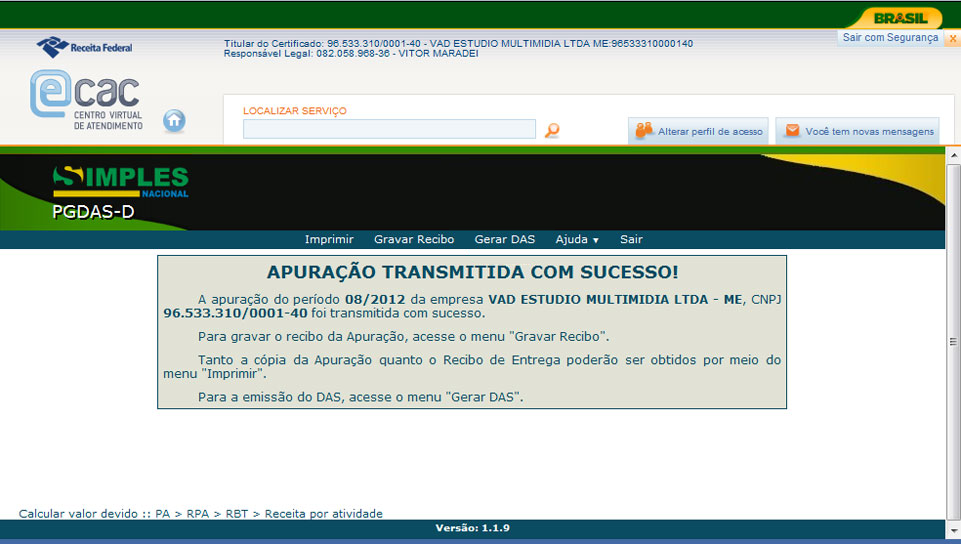 BRASIL
Receita Federal
Titular do Certificado: 96.533.310/0001-40 - VAD ESTUDIO MULTIMIDIA LTDA ME:96533310000140
Responsável Legal: 082.058.968-36 - VITOR MARADEI
Sair com Segurança x
ecac
CENTRO VIRTUAL
DE ATENDIMENTO
LOCALIZAR SERVIÇO
Alterar perfil de acesso
Você tem novas mensagens
SIMPLES
NACIONAL
PGDAS-D
Imprimir Gravar Recibo Gerar DAS Ajuda Sair
APURAÇÃO TRANSMITIDA COM SUCESSO!
A apuração do período 08/2012 da empresa VAD ESTUDIO MULTIMIDIA LTDA - ME, CNPJ
96.533.310/0001-40 foi transmitida com sucesso.
Para gravar o recibo da Apuração, acesse o menu "Gravar Recibo".
Tanto a cópia da Apuração quanto o Recibo de Entrega poderão ser obtidos por meio do
menu "Imprimir".
Para a emissão do DAS, acesse o menu "Gerar DAS".
Calcular valor devido :: PA > RPA > RBT > Receita por atividade
Versão: 1.1.9